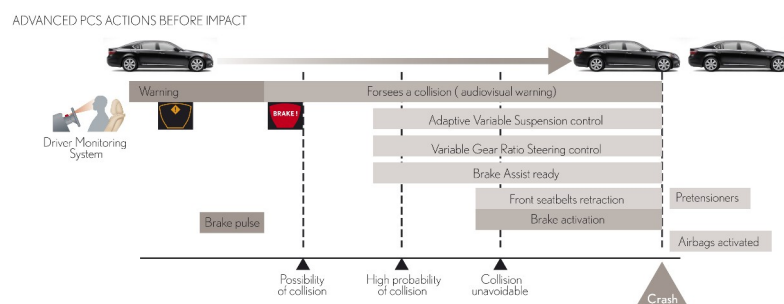 ADVANCED PCS ACTIONS BEFORE IMPACT
Warning
Forsees a collision ( audiovisual warning)
BRAKE!
Driver Monitoring
System
Adaptive Variable Suspension control
Variable Gear Ratio Steering control
Brake Assist ready
Front seatbelts retraction
Pretensioners
Brake pulse
Brake activation
Airbags activated
Possibility
of collision
High probability
of collision
Collision
unavoidable
Crash